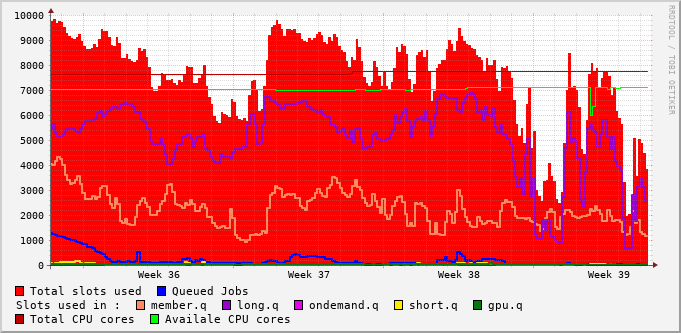 10000
9000
8000
7000
6000
5000
4000
3000
2000
1000
0
Week 36 Week 37 Week 38 Week 39
RRDTOOL / TOBI OETIKER
Total slots used Queued Jobs
Slots used in : member.q long.q ondemand.q short.q gpu.q
Total CPU cores Availale CPU cores